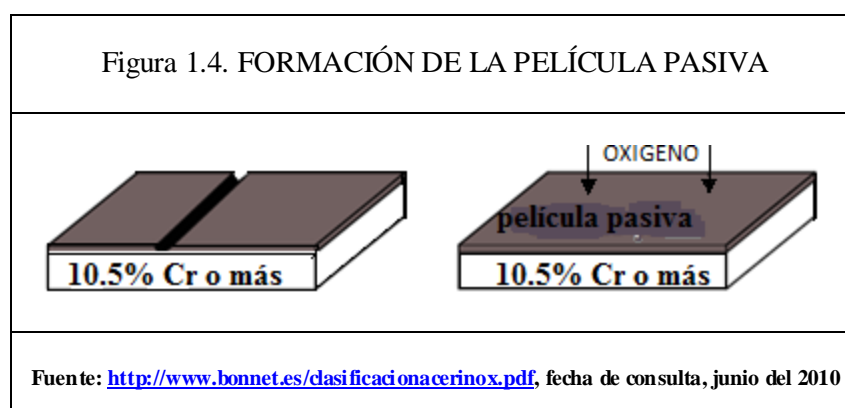 Figura 1.4. FORMACIÓN DE LA PELÍCULA PASIVA
OXIGENO
película pasiva
10.5% Cr o más
10.5% Cr o más
Fuente: http://www.bonnet.es/clasificacionacerinox.pdf, fecha de consulta, junio del 2010